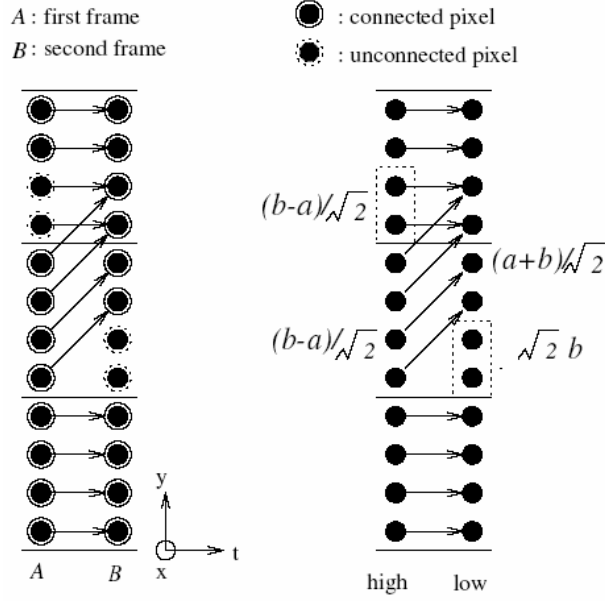 A : first frame
B : second frame
: connected pixel
: unconnected pixel
(b-a)/√2
(a+b)/√2
(b-a)/√2
√2 b
y
t
x
A
B
high
low